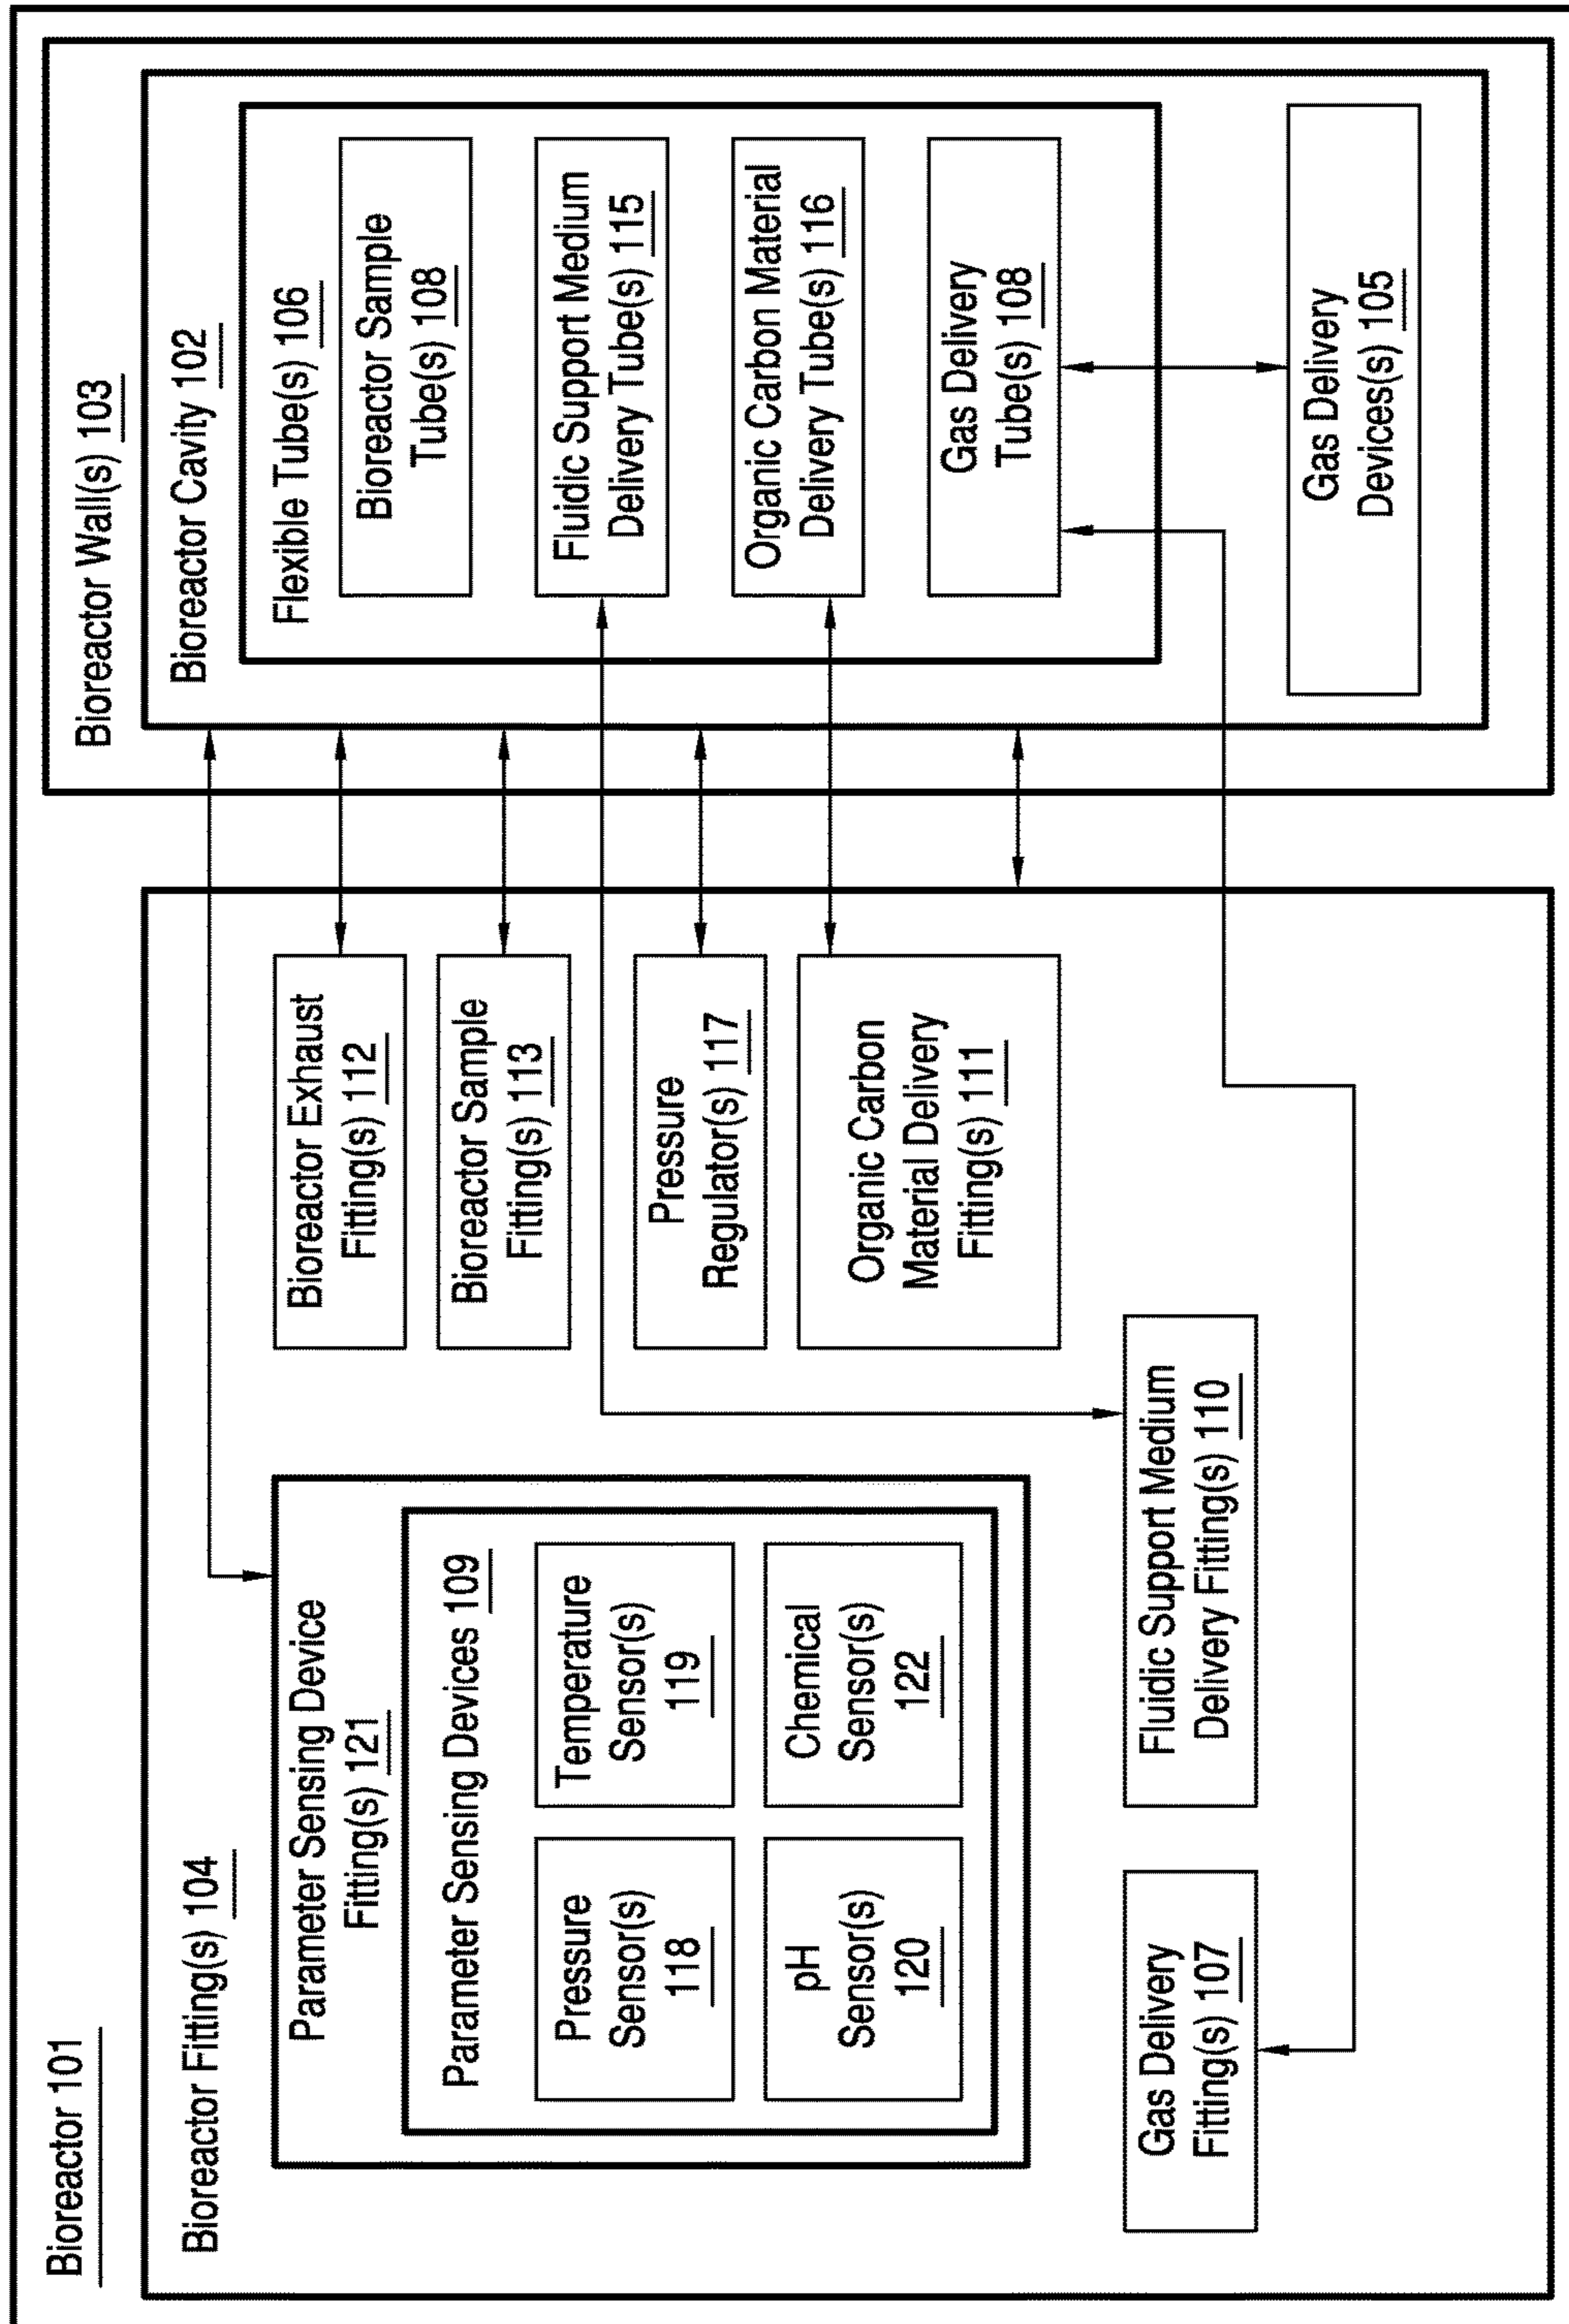 Bioreactor 101
Bioreactor Fitting(s) 104
Parameter Sensing Device
Fitting(s) 121
Parameter Sensing Devices 109
Pressure
Sensor(s)
118
Temperature
Sensor(s)
119
pH
Sensor(s)
120
Chemical
Sensor(s)
122
Gas Delivery
Fitting(s) 107
Fluidic Support Medium
Delivery Fitting(s) 110
Bioreactor Exhaust
Fitting(s) 112
Bioreactor Sample
Fitting(s) 113
Pressure
Regulator(s) 117
Organic Carbon
Material Delivery
Fitting(s) 111
Bioreactor Wall(s) 103
Bioreactor Cavity 102
Flexible Tube(s) 106
Bioreactor Sample
Tube(s) 108
Fluidic Support Medium
Delivery Tube(s) 115
Organic Carbon Material
Delivery Tube(s) 116
Gas Delivery
Tube(s) 108
Gas Delivery
Devices(s) 105